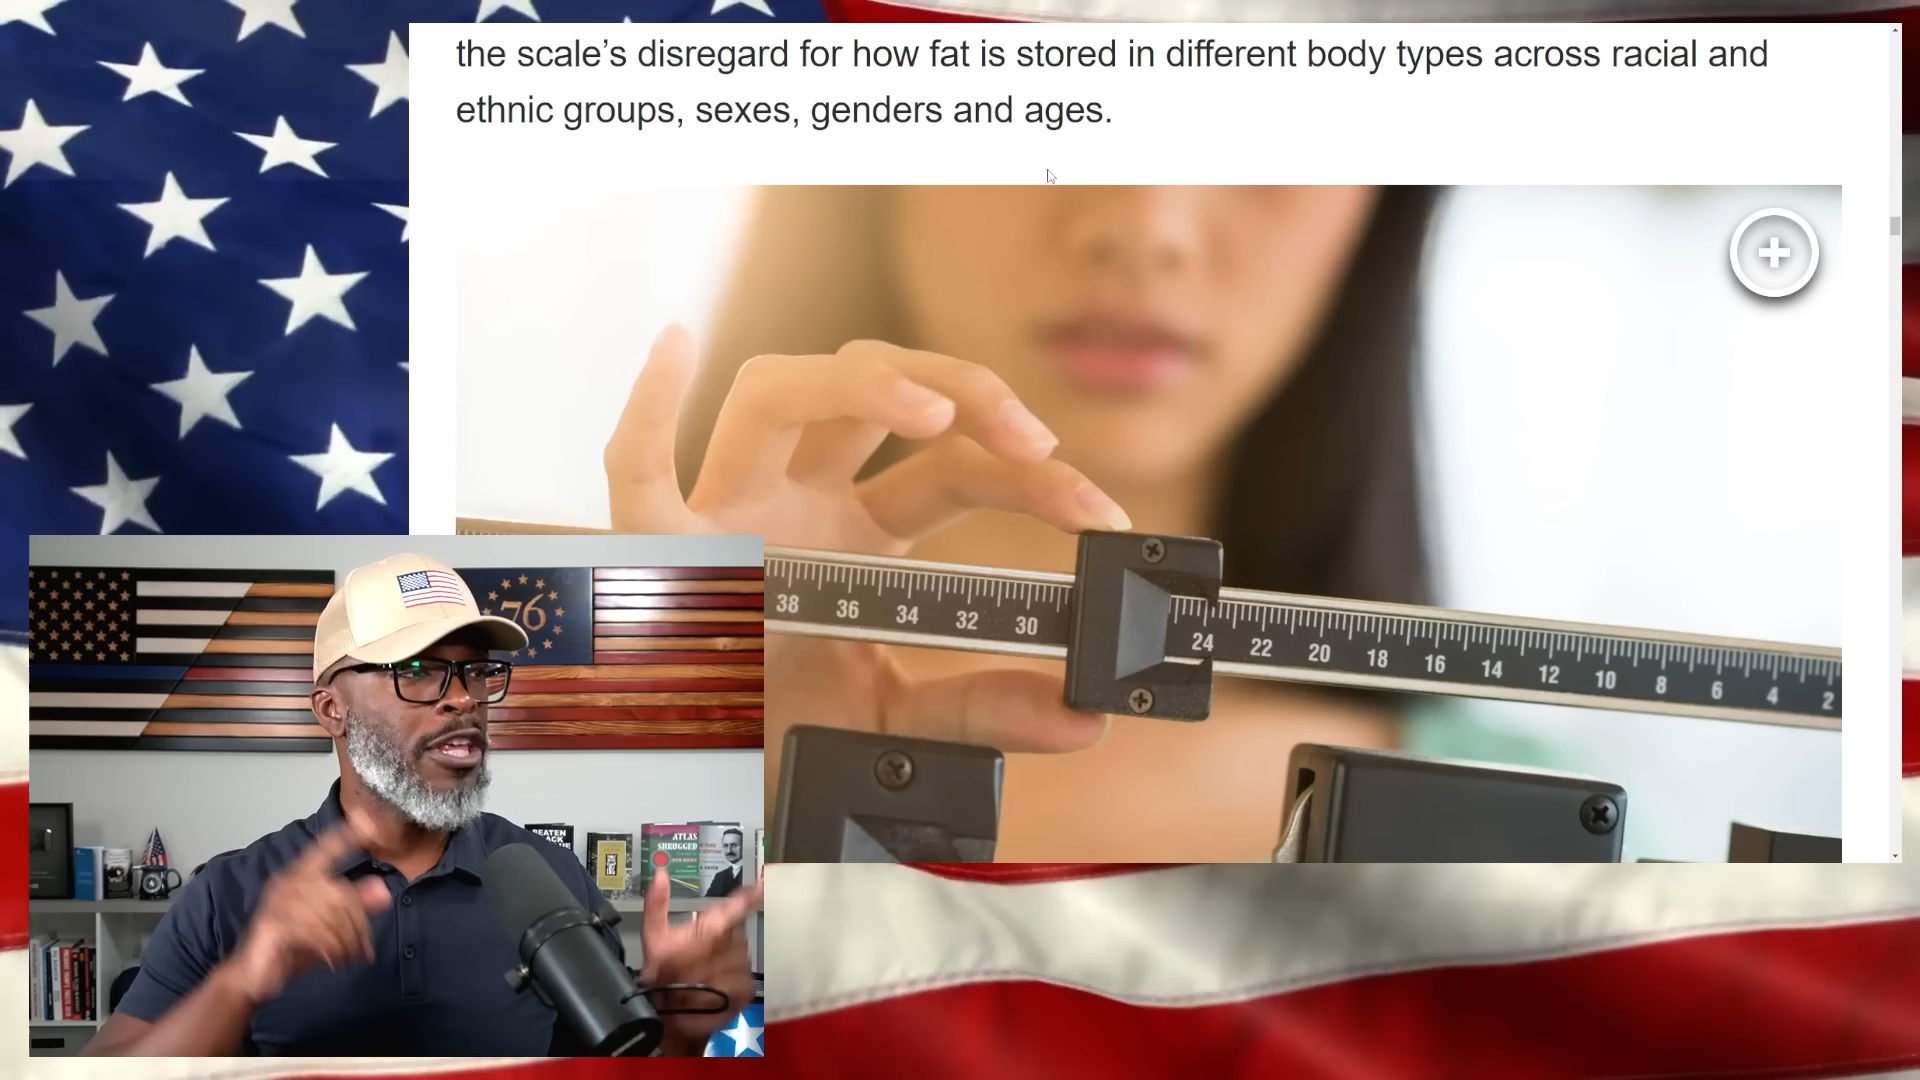 the scale’s disregard for how fat is stored in different body types across racial and
ethnic groups, sexes, genders and ages.
38 36 34 32 30 24 22 20 18 16 14 12 10 8 6 4 2
76
ATLAS
SHRUGGED